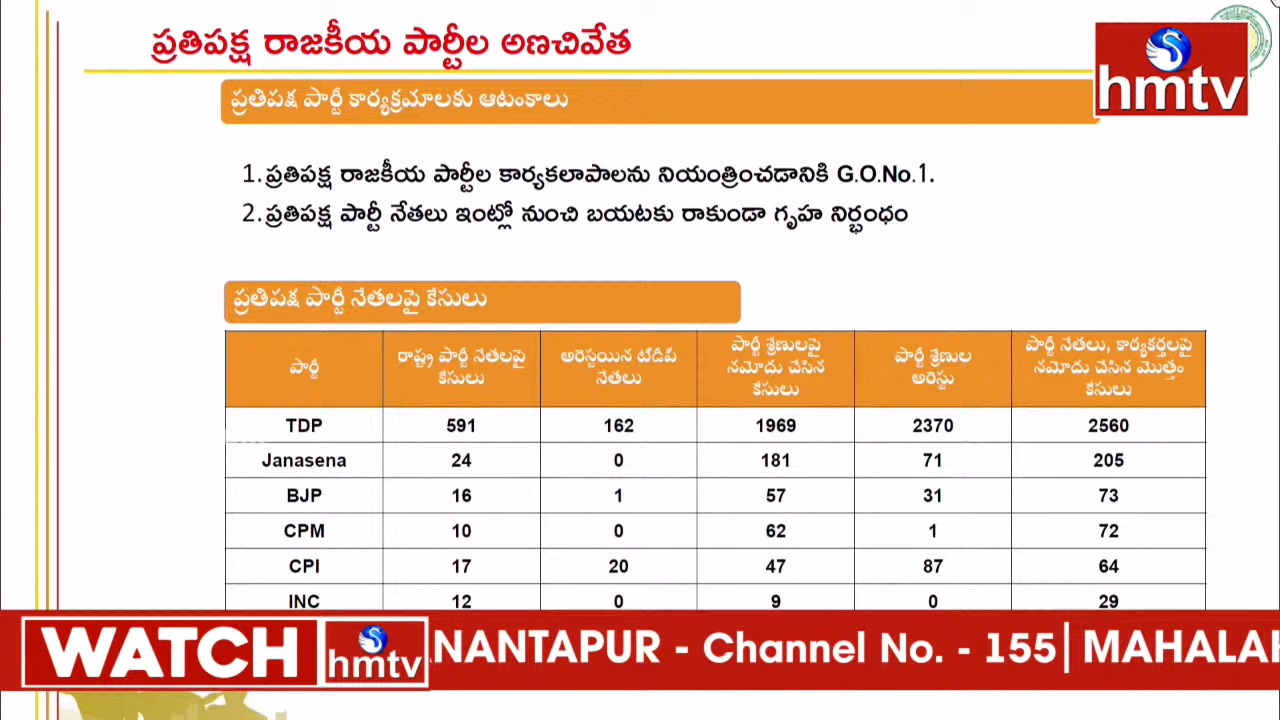 ప్రతిపక్ష రాజకీయ పార్టీల అణచివేత
hmtv
ప్రతిపక్ష పార్టీ కార్యక్రమాలకు ఆటంకాలు
1. ప్రతిపక్ష రాజకీయ పార్టీల కార్యకలాపాలను నియంత్రించడానికి G.O.No.1.
2. ప్రతిపక్ష పార్టీ నేతలు ఇంట్లో నుంచి బయటకు రాకుండా గృహ నిర్భంధం
ప్రతిపక్ష పార్టీ నేతలపై కేసులు
పార్టీ రాష్ట్ర పార్టీ నేతలపై కేసులు అరెస్టయిన టీడీపీ నేతలు పార్టీ శ్రేణులపై నమోదు చేసిన కేసులు పార్టీ శ్రేణుల అరెస్టు పార్టీ నేతలు, కార్యకర్తలపై నమోదు చేసిన మొత్తం కేసులు
TDP 591 162 1969 2370 2560
Janasena 24 0 181 71 205
BJP 16 1 57 31 73
CPM 10 0 62 1 72
CPI 17 20 47 87 64
INC 12 0 9 0 29
WATCH hmtv NANTAPUR - Channel No. - 155 | MAHALAH